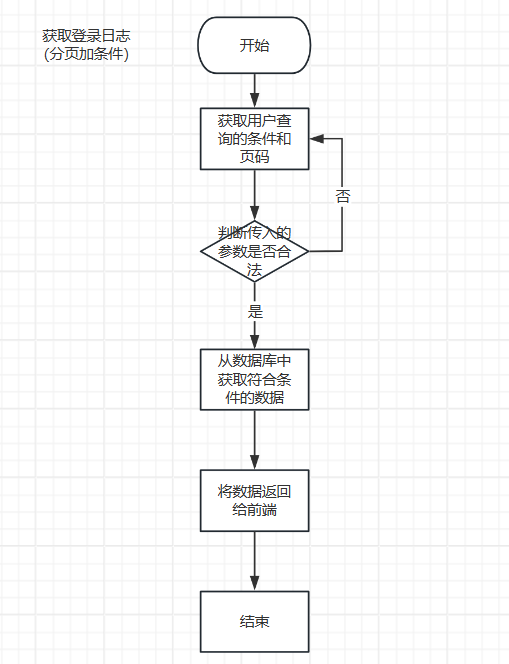 获取登录日志
(分页加条件)
开始
获取用户查
询的条件和
页码
否
判断传入的
参数是否合
法
是
从数据库中
获取符合条
件的数据
将数据返回
给前端
结束